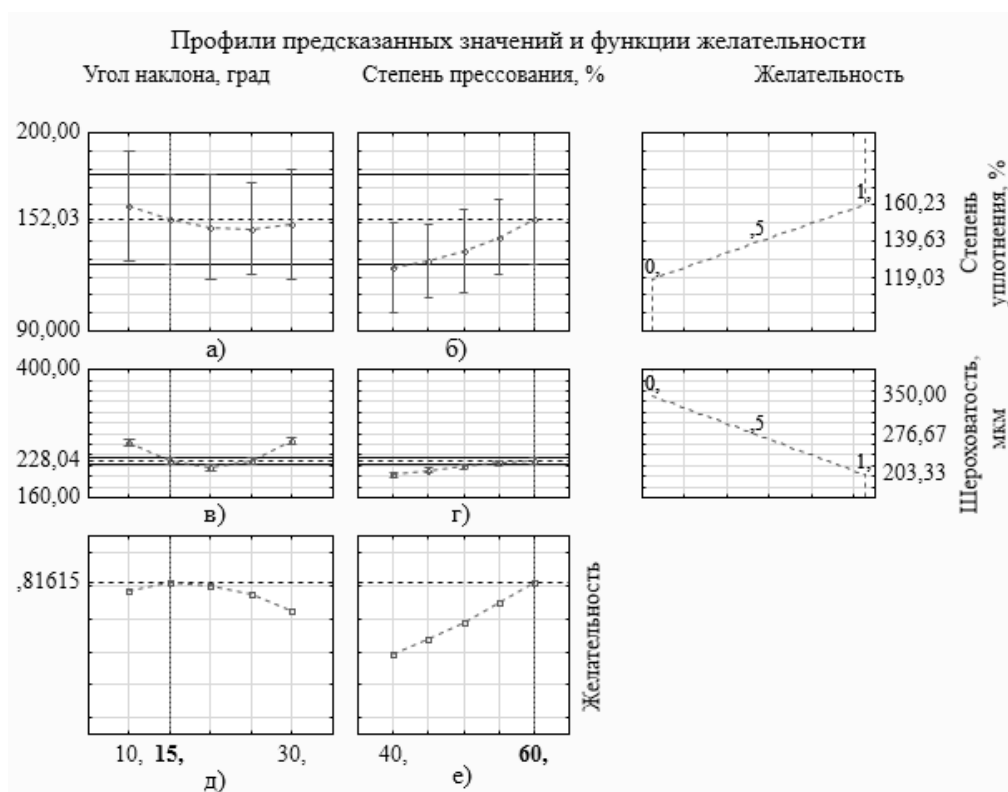 Профили предсказанных значений и функции желательности
Угол наклона, град
Степень прессования, %
Желательность
200,00
152,03
90,000
а)
б)
1,
,5
0,
160,23
139,63
119,03
Степень
уплотнения, %
400,00
228,04
160,00
в)
г)
0,
,5
1,
350,00
276,67
203,33
Шероховатость,
мкм
,81615
Желательность
10, 15, 30,
40, 60,
д)
е)